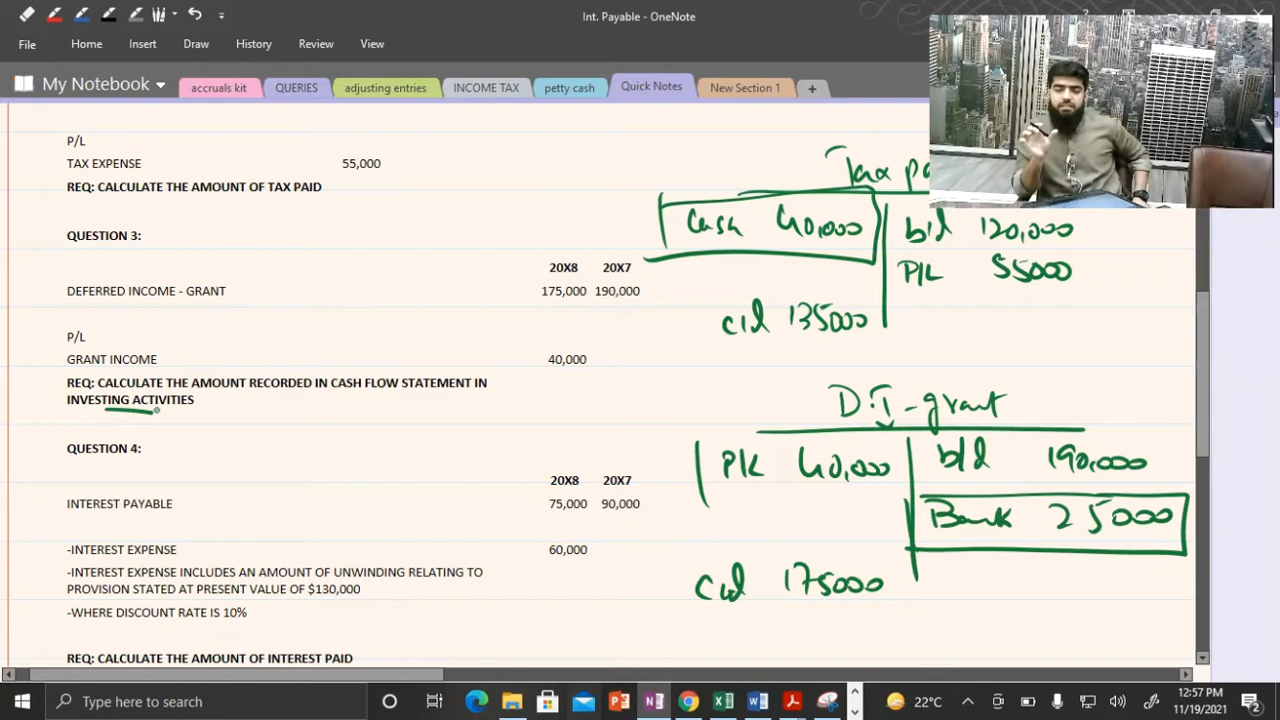 Int. Payable - OneNote
File Home Insert Draw History Review View
My Notebook accruals kit QUERIES adjusting entries INCOME TAX petty cash Quick Notes New Section 1 +
P/L
TAX EXPENSE 55,000
REQ: CALCULATE THE AMOUNT OF TAX PAID
QUESTION 3:
20X8 20X7
DEFERRED INCOME - GRANT 175,000 190,000
P/L
GRANT INCOME 40,000
REQ: CALCULATE THE AMOUNT RECORDED IN CASH FLOW STATEMENT IN
INVESTING ACTIVITIES
QUESTION 4:
20X8 20X7
INTEREST PAYABLE 75,000 90,000
-INTEREST EXPENSE 60,000
-INTEREST EXPENSE INCLUDES AN AMOUNT OF UNWINDING RELATING TO
PROVISION STATED AT PRESENT VALUE OF $130,000
-WHERE DISCOUNT RATE IS 10%
REQ: CALCULATE THE AMOUNT OF INTEREST PAID
Tax pa
Cash 40,000 b/d 120,000
P/L 55000
c/d 135000
D.I - grant
P/L 40,000 b/d 190,000
Bank 25000
c/d 175000
Type here to search
22°C
12:57 PM
11/19/2021
2